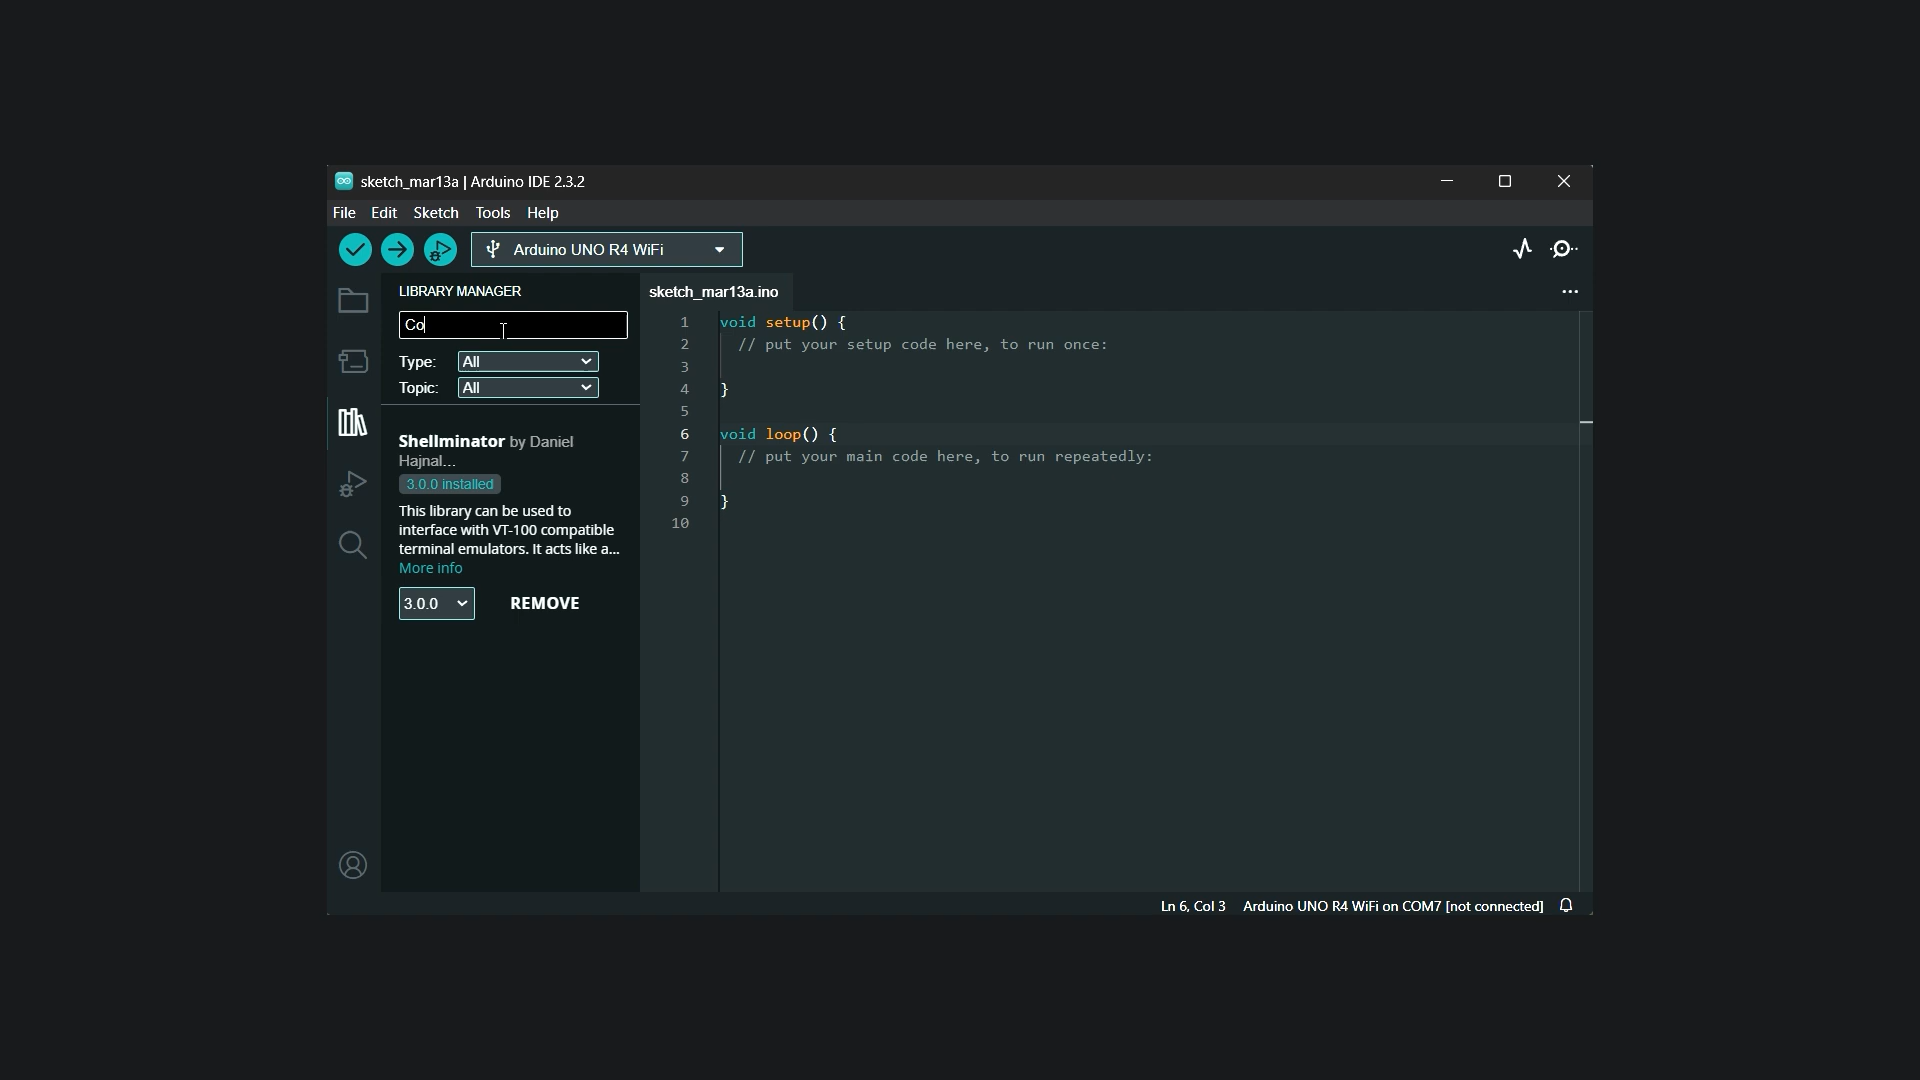 sketch_mar13a | Arduino IDE 2.3.2
File Edit Sketch Tools Help
Arduino UNO R4 WiFi
LIBRARY MANAGER
Co
Type: All
Topic: All
Shellminator by Daniel
Hajnal...
3.0.0 installed
This library can be used to
interface with VT-100 compatible
terminal emulators. It acts like a...
More info
3.0.0 REMOVE
sketch_mar13a.ino
1 void setup() {
2 // put your setup code here, to run once:
3
4 }
5
6 void loop() {
7 // put your main code here, to run repeatedly:
8
9 }
10
Ln 6, Col 3 Arduino UNO R4 WiFi on COM7 [not connected]